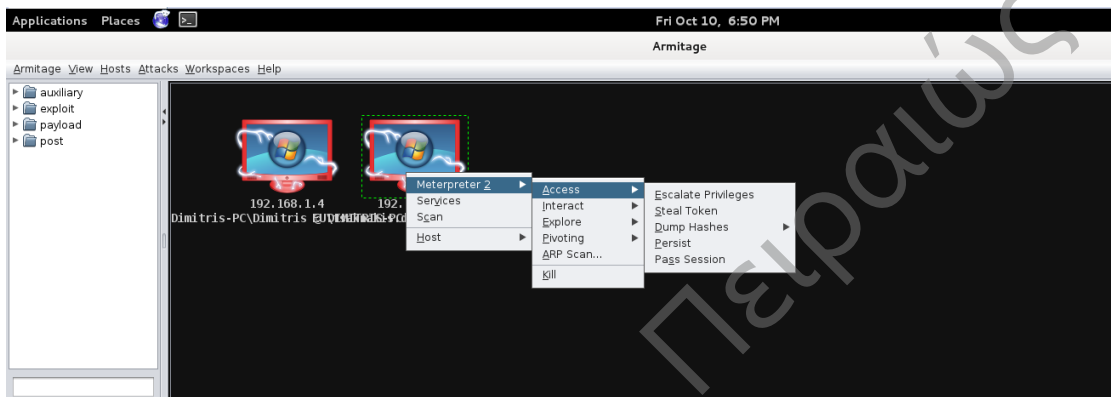 Applications Places Fri Oct 10, 6:50 PM
Armitage
Armitage View Hosts Attacks Workspaces Help
auxiliary
exploit
payload
post
192.168.1.4
192.
Dimitris-PC\Dimitris
Meterpreter 2
Services
Scan
Host
Access
Interact
Explore
Pivoting
ARP Scan...
Kill
Escalate Privileges
Steal Token
Dump Hashes
Persist
Pass Session
Πειραιώς